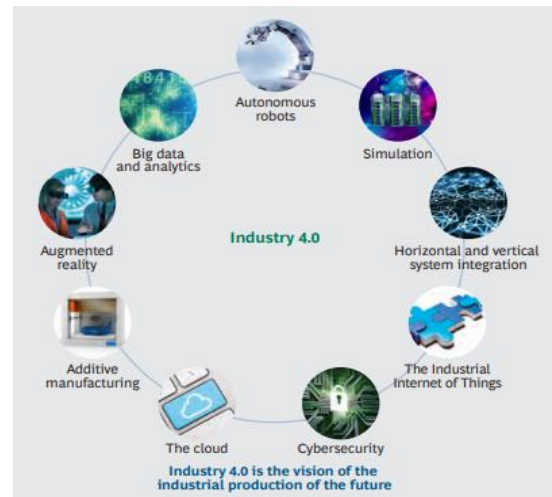 Autonomous
robots
Simulation
Horizontal and vertical
system integration
The Industrial
Internet of Things
Cybersecurity
The cloud
Additive
manufacturing
Augmented
reality
Big data
and analytics
Industry 4.0
Industry 4.0 is the vision of the
industrial production of the future